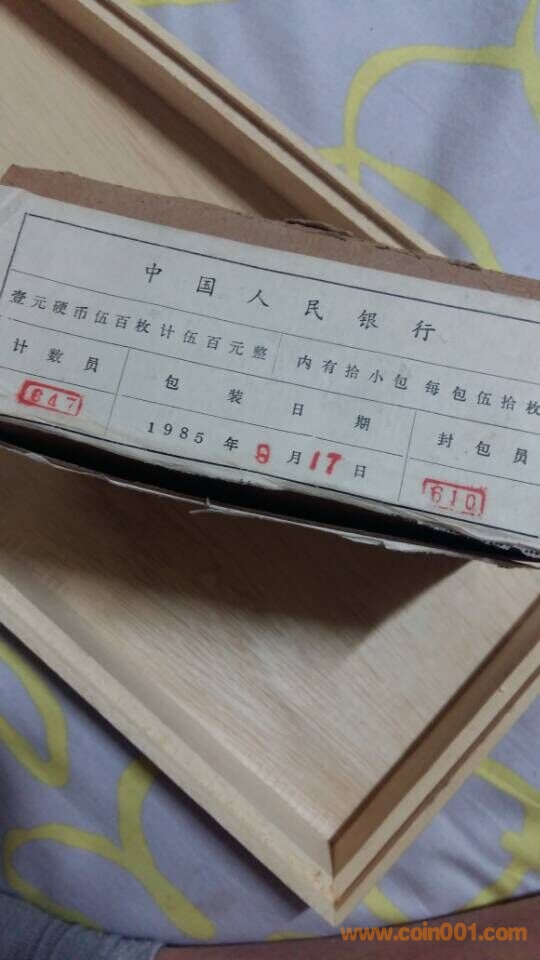 中国人民银行
壹元硬币伍百枚计伍百元整 内有拾小包 每包伍拾枚
计数员 包装日期 封包员
647 1985年9月17日 610
www.coin001.com